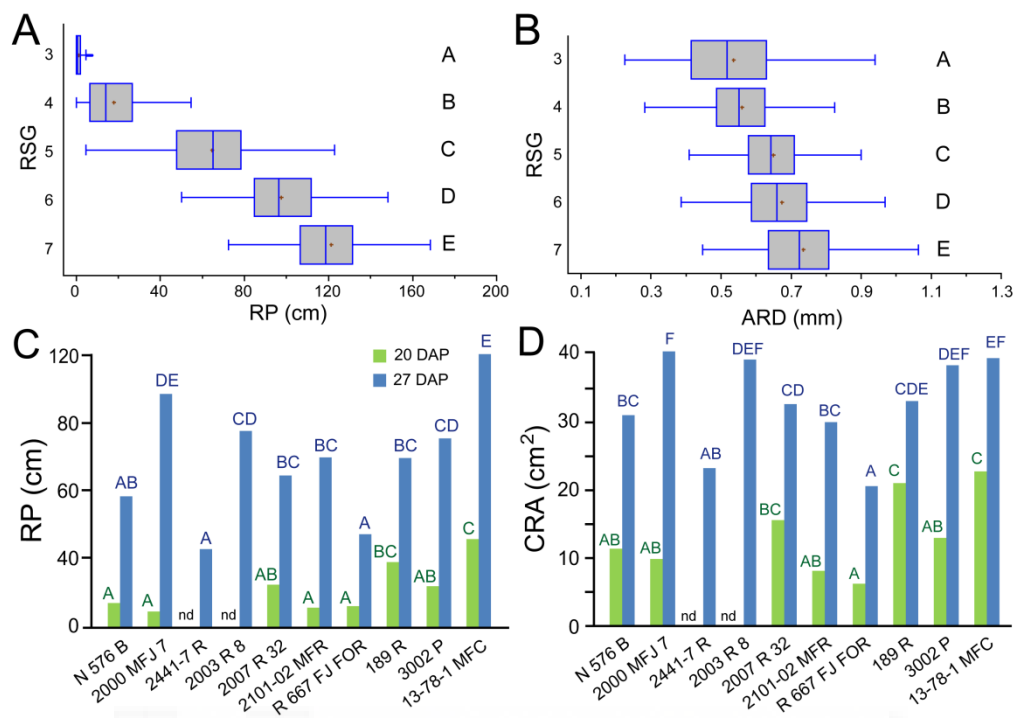 A
3
A
4
B
RSG
5
C
6
D
7
E
0
40
80
120
160
200
RP (cm)
B
3
A
4
B
RSG
5
C
6
D
7
E
0.1
0.3
0.5
0.7
0.9
1.1
1.3
ARD (mm)
C
20 DAP
27 DAP
RP (cm)
120
80
60
40
0
A
AB
A
DE
nd
A
nd
CD
AB
BC
A
BC
A
A
BC
BC
AB
CD
C
E
N 576 B
2000 MFJ 7
2441-7 R
2003 R 8
2007 R 32
2101-02 MFR
R 667 FJ FOR
189 R
3002 P
13-78-1 MFC
D
CRA (cm²)
40
30
20
10
0
AB
BC
AB
F
nd
AB
nd
DEF
BC
CD
AB
BC
A
A
C
CDE
AB
DEF
C
EF
N 576 B
2000 MFJ 7
2441-7 R
2003 R 8
2007 R 32
2101-02 MFR
R 667 FJ FOR
189 R
3002 P
13-78-1 MFC